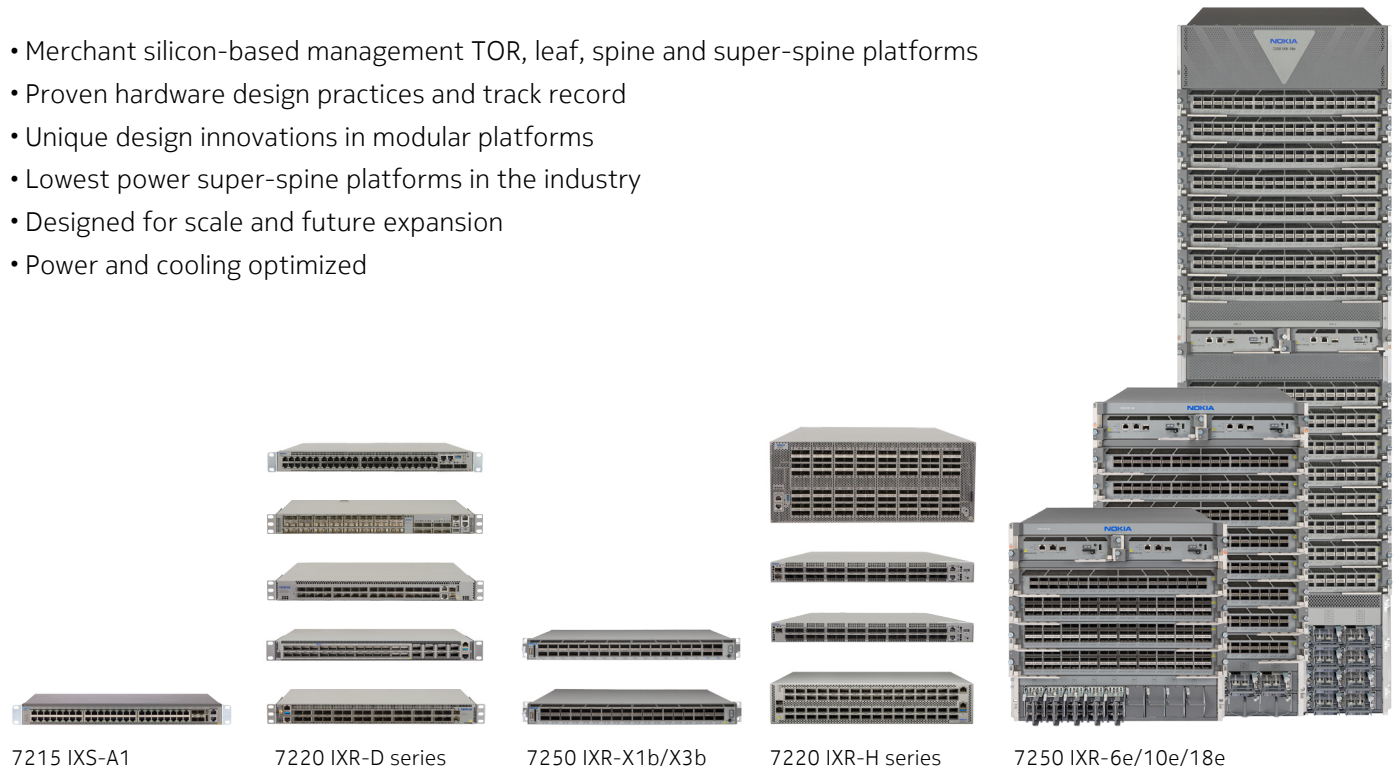 • Merchant silicon-based management TOR, leaf, spine and super-spine platforms
• Proven hardware design practices and track record
• Unique design innovations in modular platforms
• Lowest power super-spine platforms in the industry
• Designed for scale and future expansion
• Power and cooling optimized
NOKIA
7250 IXR-18e
NOKIA
NOKIA
7215 IXS-A1
7220 IXR-D series
7250 IXR-X1b/X3b
7220 IXR-H series
7250 IXR-6e/10e/18e